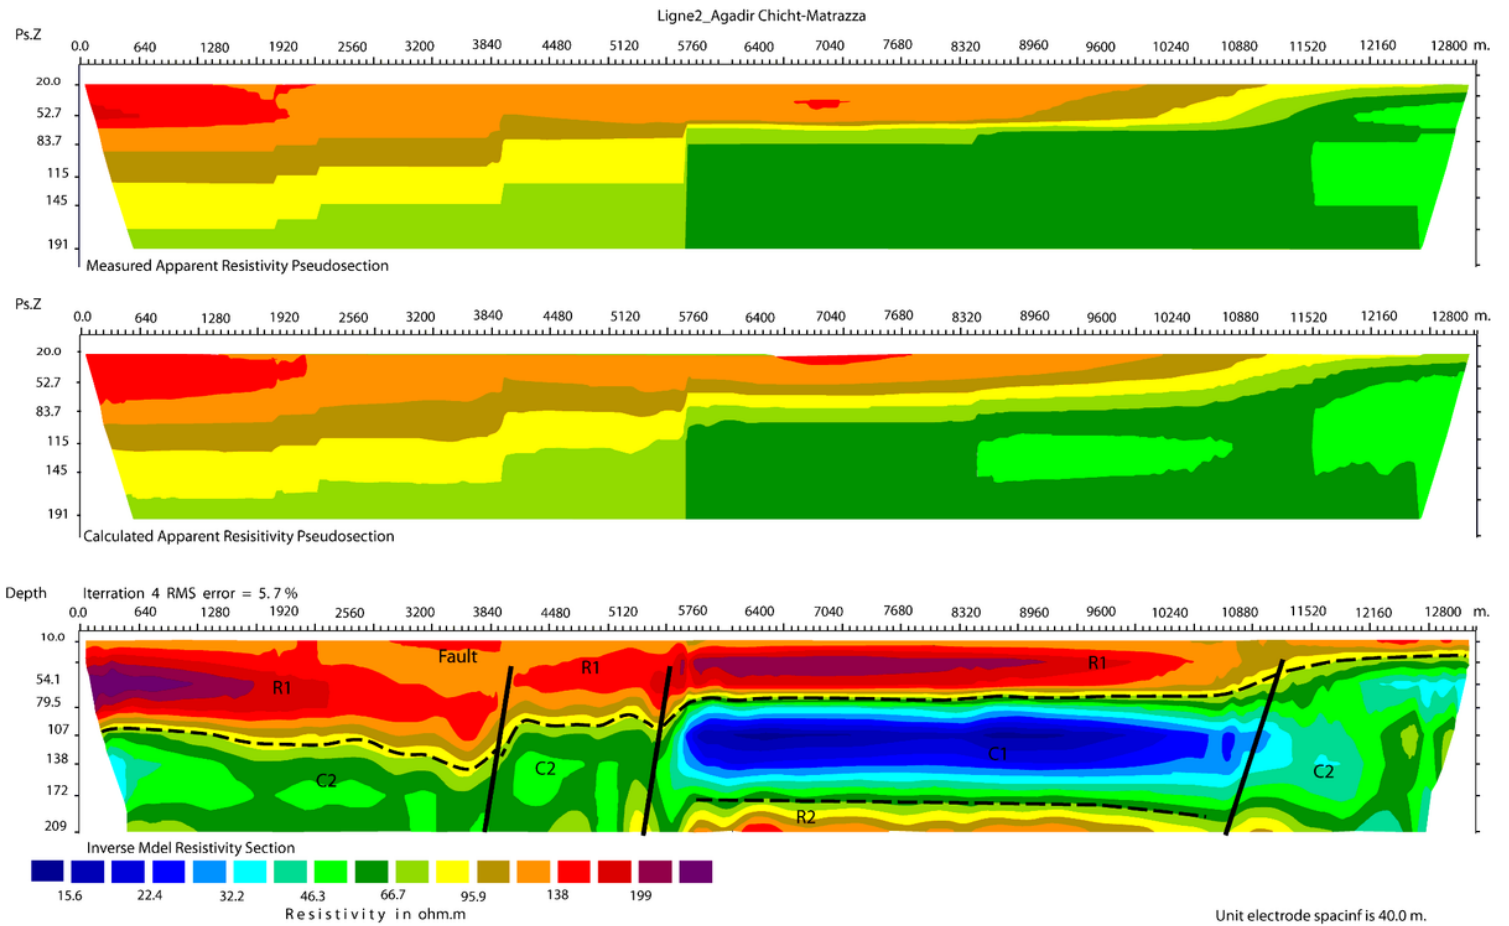 Ligne2_Agadir Chicht-Matrazza
Ps.Z
0.0 640 1280 1920 2560 3200 3840 4480 5120 5760 6400 7040 7680 8320 8960 9600 10240 10880 11520 12160 12800 m.
20.0
52.7
83.7
115
145
191
Measured Apparent Resistivity Pseudosection
Ps.Z
0.0 640 1280 1920 2560 3200 3840 4480 5120 5760 6400 7040 7680 8320 8960 9600 10240 10880 11520 12160 12800 m.
20.0
52.7
83.7
115
145
191
Calculated Apparent Resisitivity Pseudosection
Depth Iterration 4 RMS error = 5.7 %
0.0 640 1280 1920 2560 3200 3840 4480 5120 5760 6400 7040 7680 8320 8960 9600 10240 10880 11520 12160 12800 m.
10.0
Fault R1 R1
54.1 R1
79.5
107
138 C2 C1 C2
172 C2
209 R2
Inverse Mdel Resistivity Section
15.6 22.4 32.2 46.3 66.7 95.9 138 199
Resistivity in ohm.m
Unit electrode spacinf is 40.0 m.